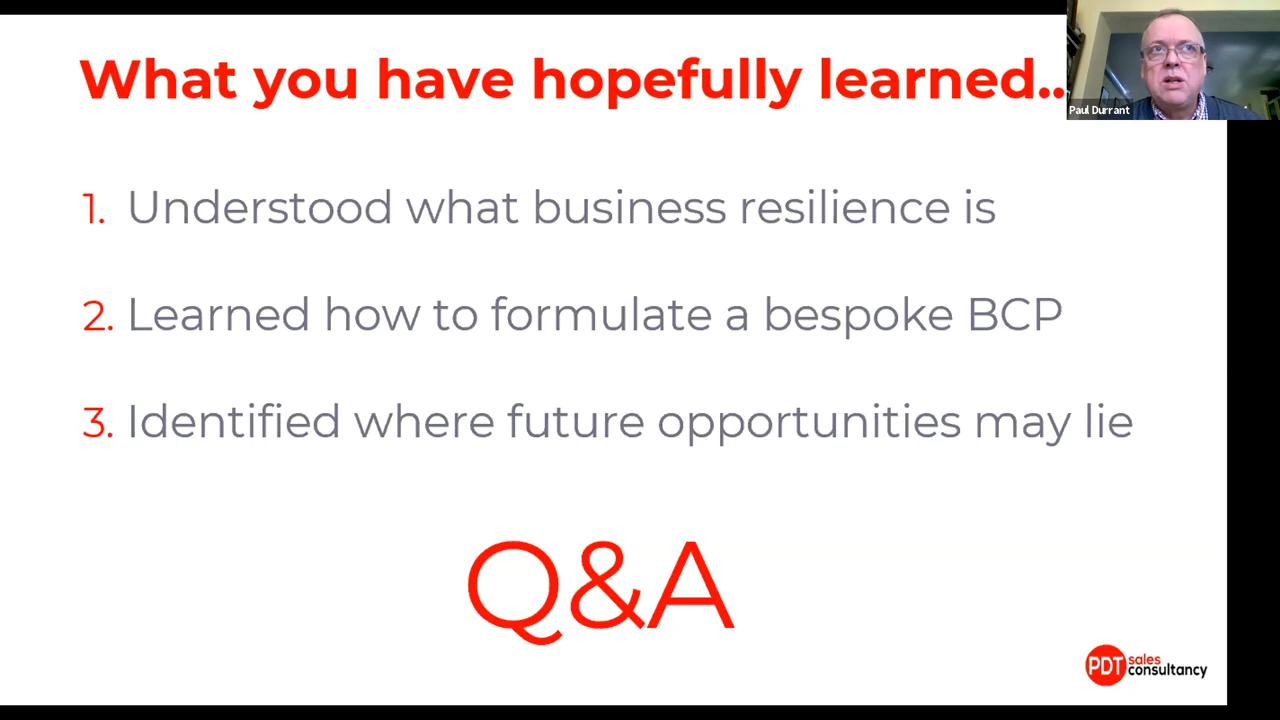 What you have hopefully learned..
Paul Durrant
1. Understood what business resilience is
2. Learned how to formulate a bespoke BCP
3. Identified where future opportunities may lie
Q&A
PDT sales
consultancy